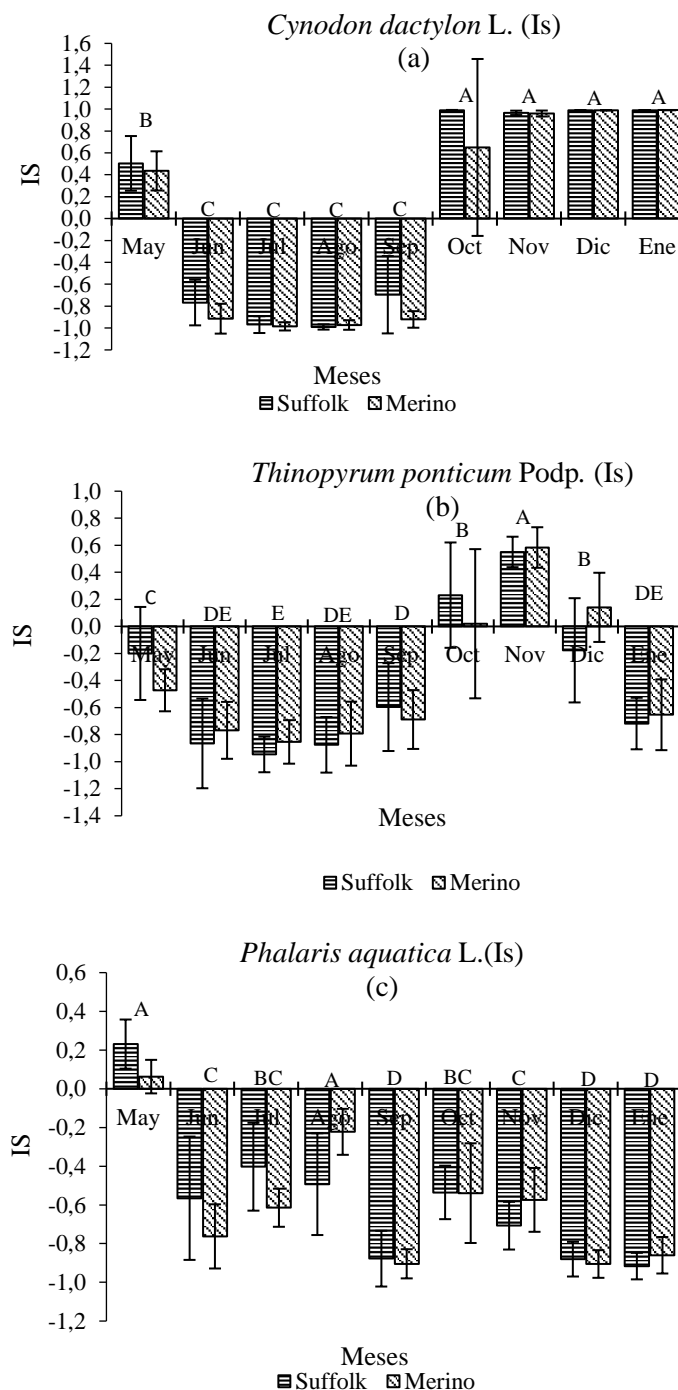 Cynodon dactylon L. (Is)
(a)
1,6
1,4
1,2
1,0
0,8
0,6
0,4
0,2
0,0
-0,2
-0,4
-0,6
-0,8
-1,0
-1,2
IS
B C C C C A A A A
May Jun Jul Ago Sep Oct Nov Dic Ene
Meses
Suffolk Merino
Thinopyrum ponticum Podp. (Is)
(b)
1,0
0,8
0,6
0,4
0,2
0,0
-0,2
-0,4
-0,6
-0,8
-1,0
-1,2
-1,4
IS
C DE E DE D B A B DE
May Jun Jul Ago Sep Oct Nov Dic Ene
Meses
Suffolk Merino
Phalaris aquatica L.(Is)
(c)
0,6
0,4
0,2
0,0
-0,2
-0,4
-0,6
-0,8
-1,0
-1,2
IS
A C BC A D BC C D D
May Jun Jul Ago Sep Oct Nov Dic Ene
Meses
Suffolk Merino